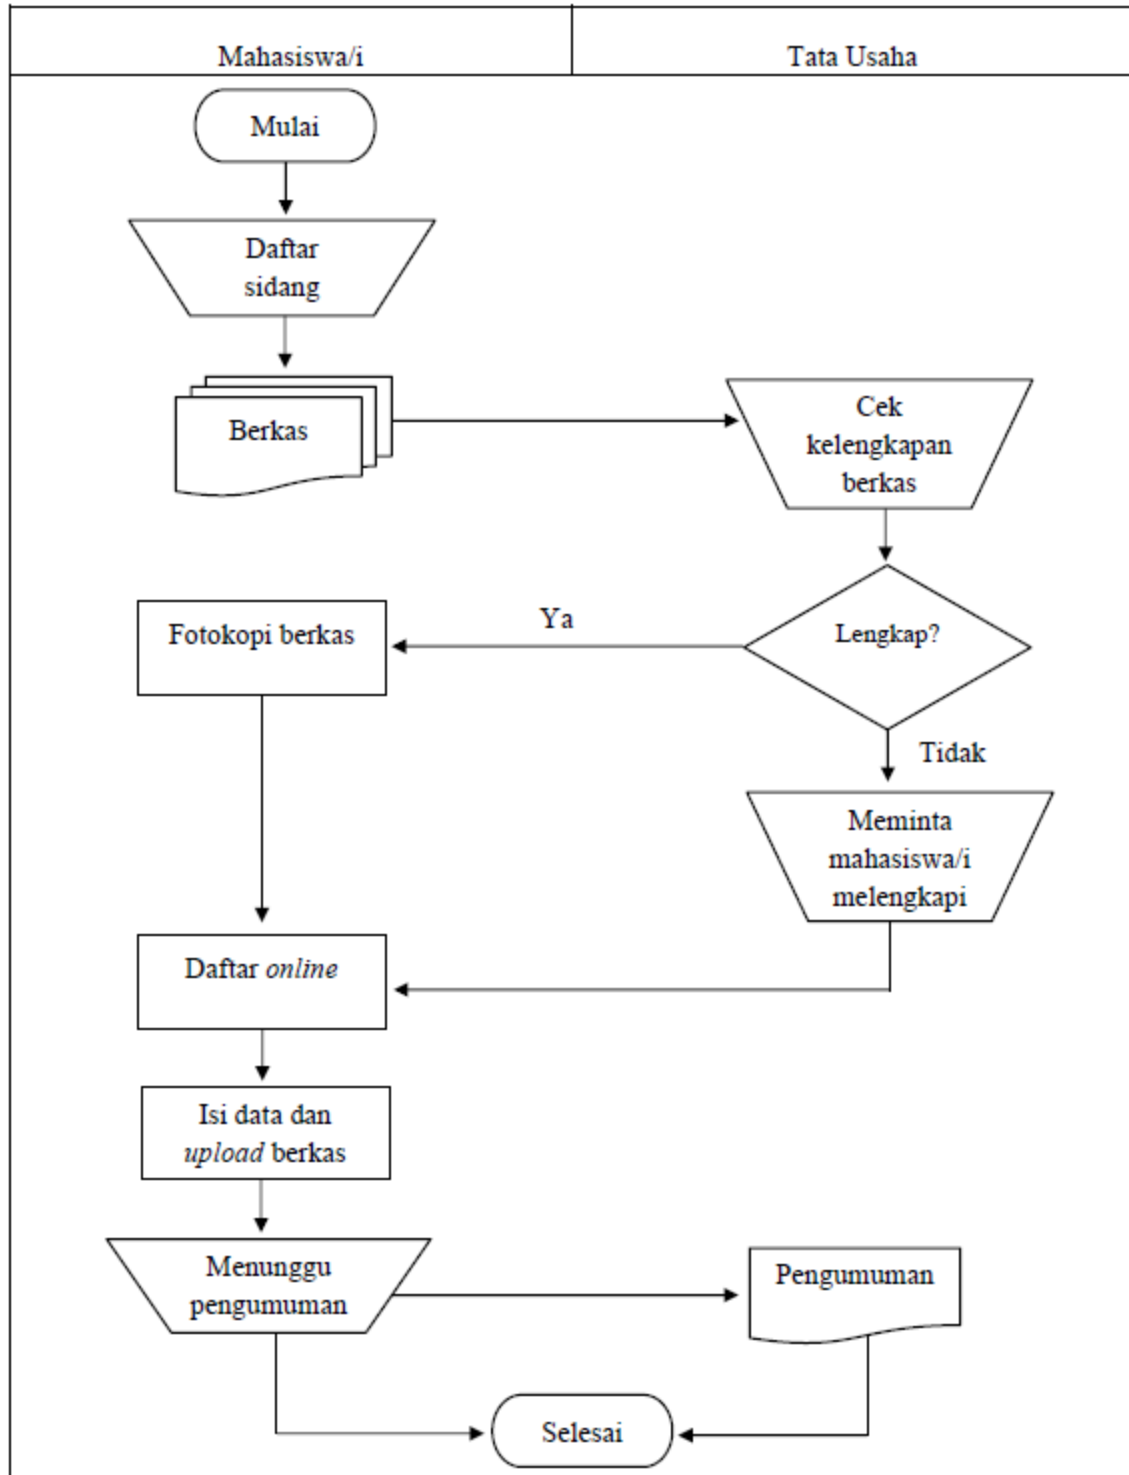 Mahasiswa/i
Tata Usaha
Mulai
Daftar
sidang
Berkas
Cek
kelengkapan
berkas
Lengkap?
Ya
Fotokopi berkas
Tidak
Meminta
mahasiswa/i
melengkapi
Daftar online
Isi data dan
upload berkas
Menunggu
pengumuman
Pengumuman
Selesai